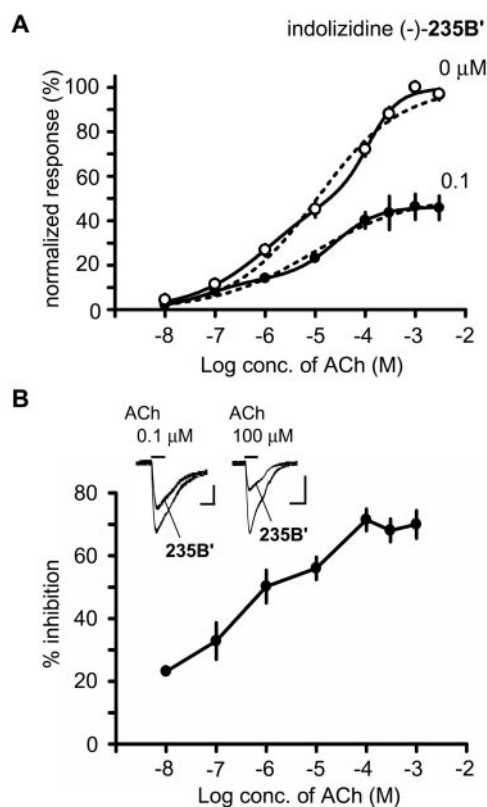 A
indolizidine (-)-235B'
normalized response (%)
100
80
60
40
20
0
0 μM
0.1
-8 -7 -6 -5 -4 -3 -2
Log conc. of ACh (M)
B
ACh ACh
0.1 μM 100 μM
235B' 235B'
% inhibition
80
60
40
20
0
-8 -7 -6 -5 -4 -3 -2
Log conc. of ACh (M)